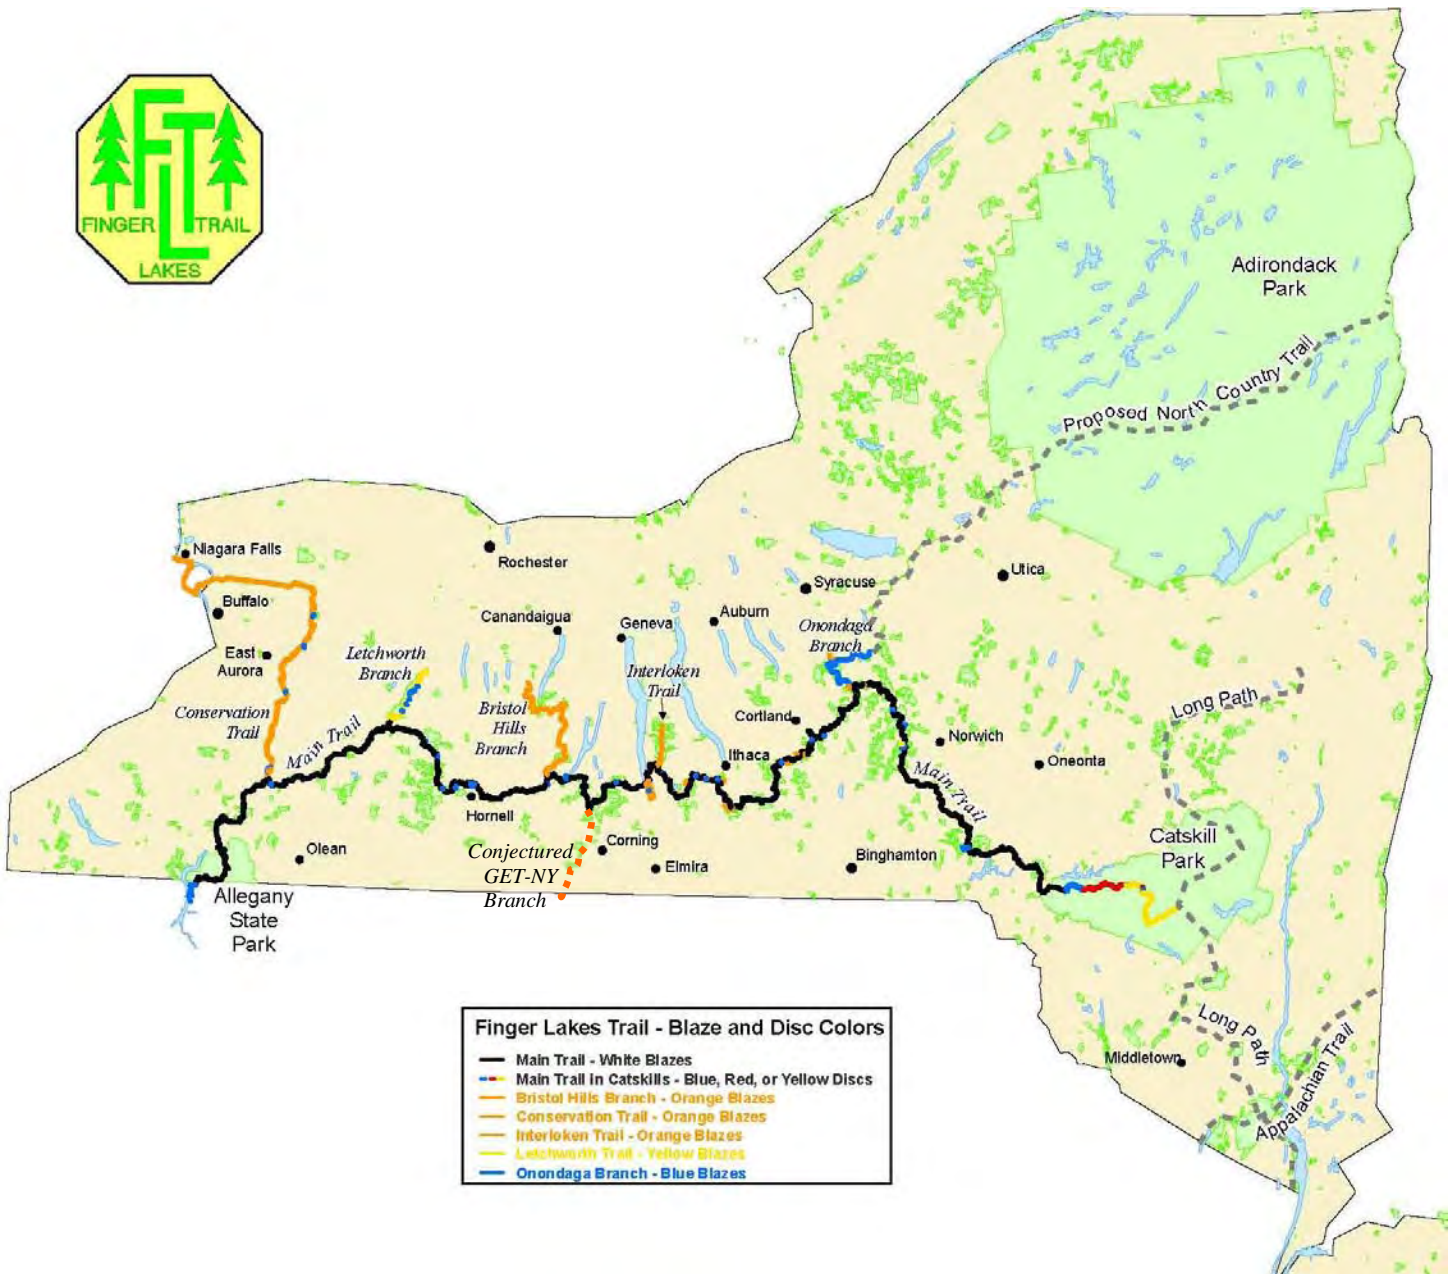 FLT
FINGER TRAIL
LAKES
Adirondack
Park
Proposed North Country Trail
Niagara Falls
Rochester
Utica
Syracuse
Buffalo
Canandaigua
Geneva
Auburn
Onondaga
Branch
East
Aurora
Letchworth
Branch
Interloken
Trail
Long Path
Conservation
Trail
Main Trail
Bristol
Hills
Branch
Cortland
Norwich
Ithaca
Oneonta
Main Trail
Hornell
Catskill
Park
Olean
Conjectured
GET-NY
Branch
Corning
Elmira
Binghamton
Allegany
State
Park
Long Path
Middletown
Appalachian Trail
Finger Lakes Trail - Blaze and Disc Colors
Main Trail - White Blazes
Main Trail in Catskills - Blue, Red, or Yellow Discs
Bristol Hills Branch - Orange Blazes
Conservation Trail - Orange Blazes
Interloken Trail - Orange Blazes
Letchworth Trail - Yellow Blazes
Onondaga Branch - Blue Blazes